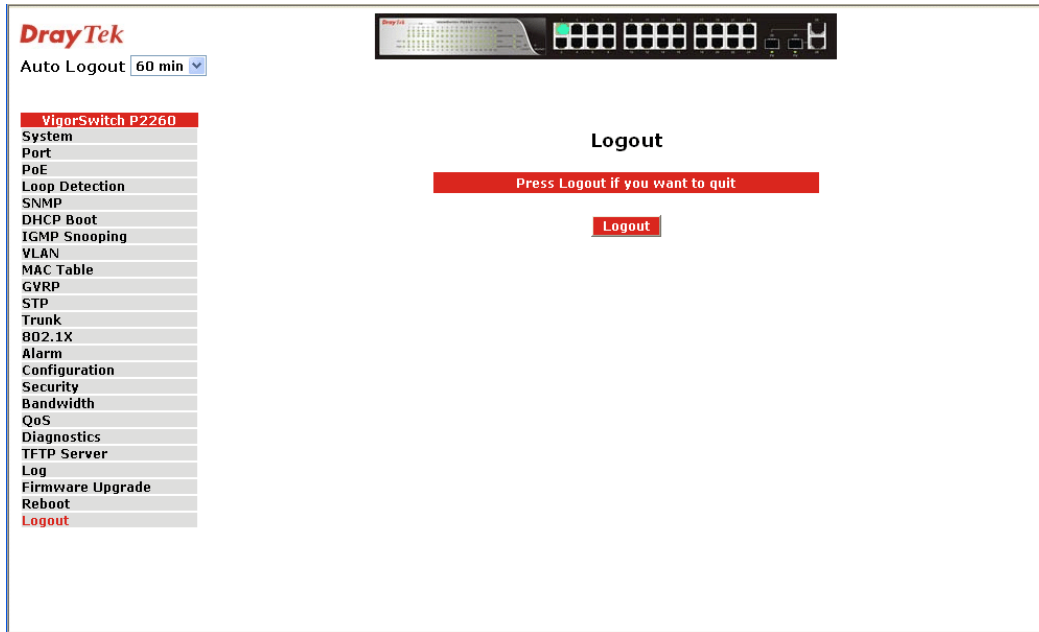 DrayTek
Auto Logout 60 min
VigorSwitch P2260
System
Port
PoE
Loop Detection
SNMP
DHCP Boot
IGMP Snooping
VLAN
MAC Table
GVRP
STP
Trunk
802.1X
Alarm
Configuration
Security
Bandwidth
QoS
Diagnostics
TFTP Server
Log
Firmware Upgrade
Reboot
Logout
Logout
Press Logout if you want to quit
Logout